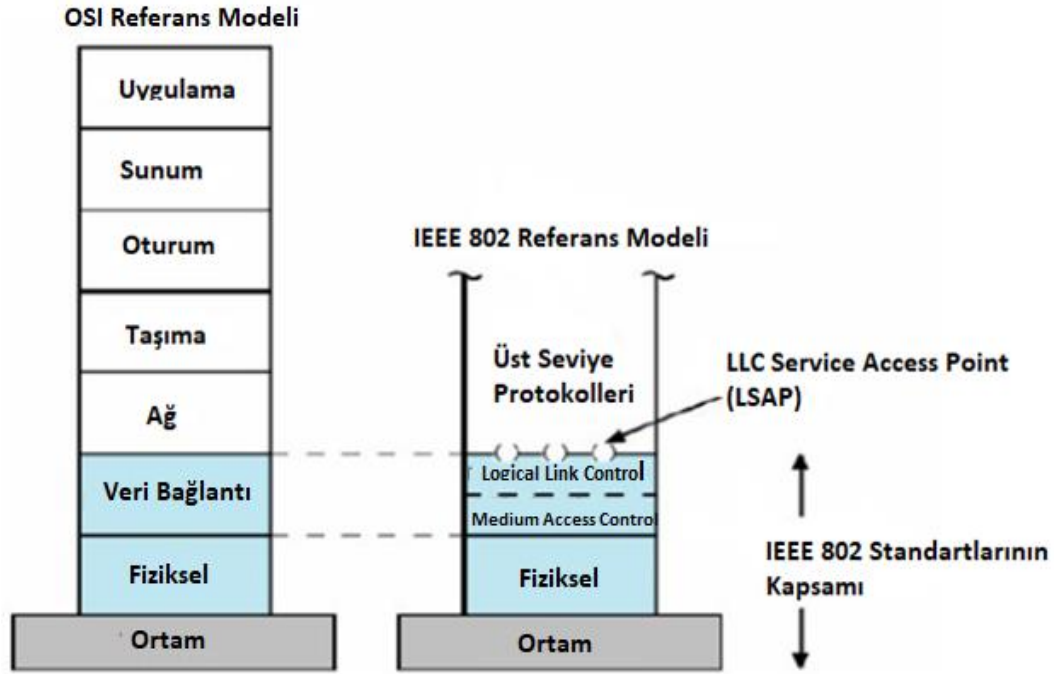 OSI Referans Modeli
Uygulama
Sunum
Oturum
Taşıma
Ağ
Veri Bağlantı
Fiziksel
Ortam
IEEE 802 Referans Modeli
Üst Seviye
Protokolleri
Logical Link Control
Medium Access Control
Fiziksel
Ortam
LLC Service Access Point
(LSAP)
IEEE 802 Standartlarının
Kapsamı